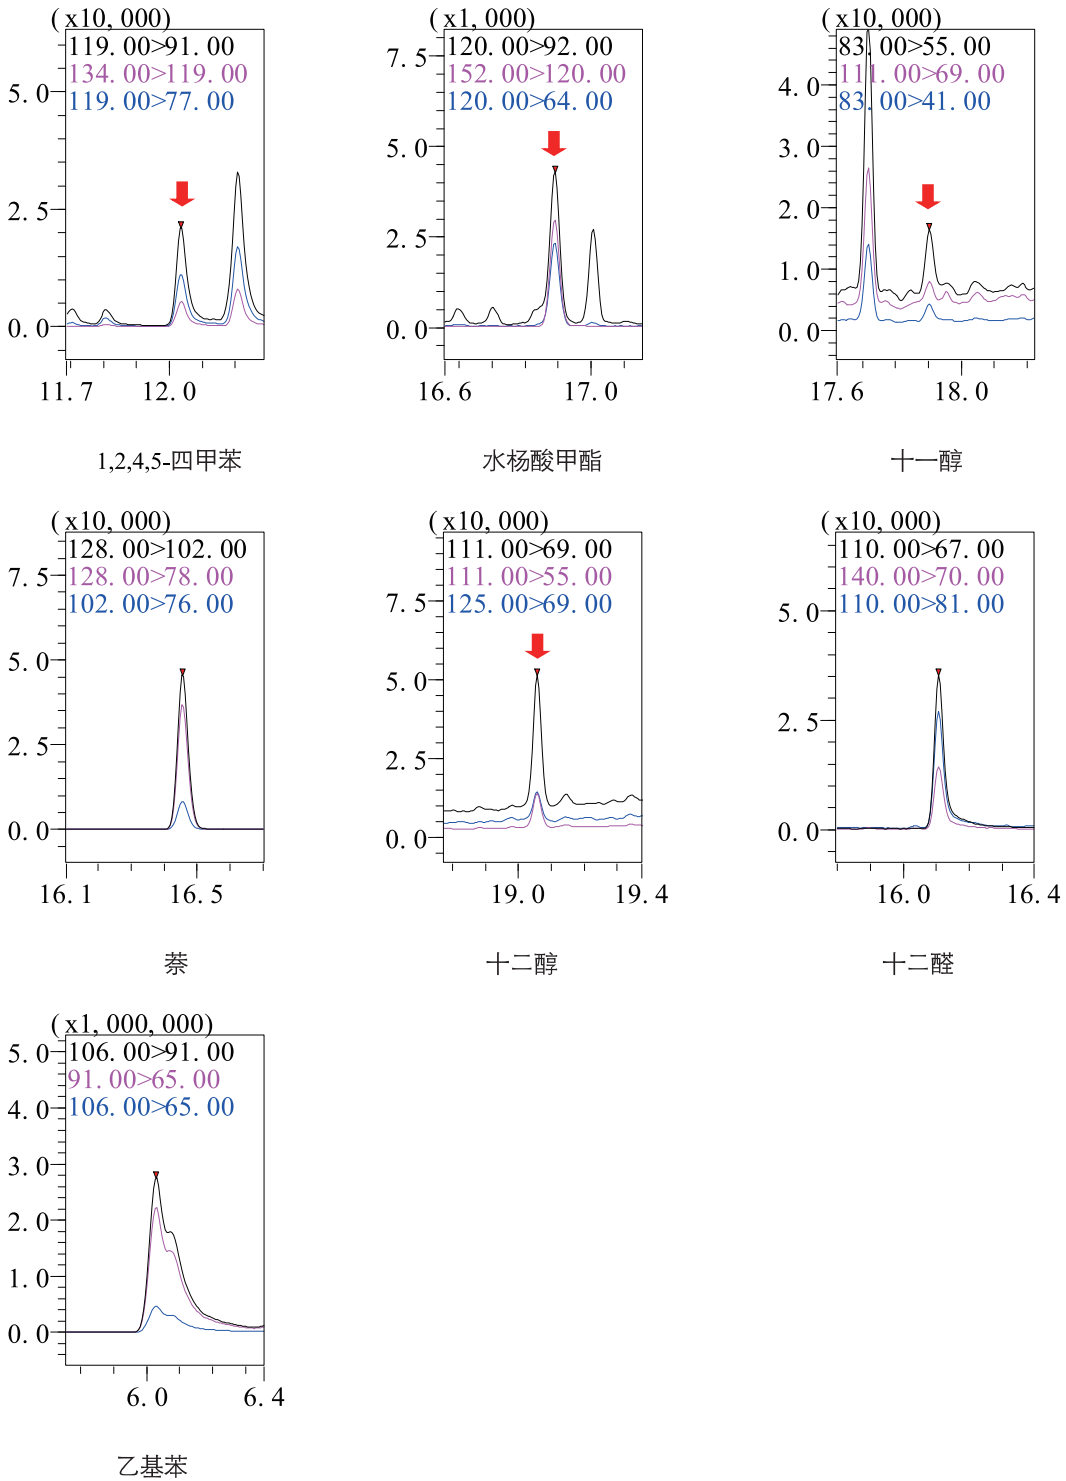 (x10, 000)
119. 00>91. 00
134. 00>119. 00
119. 00>77. 00
5. 0
2. 5
0. 0
11. 7
12. 0
1,2,4,5-四甲苯
(x1, 000)
120. 00>92. 00
152. 00>120. 00
120. 00>64. 00
7. 5
5. 0
2. 5
0. 0
16. 6
17. 0
水杨酸甲酯
(x10, 000)
83. 00>55. 00
111. 00>69. 00
83. 00>41. 00
4. 0
3. 0
2. 0
1. 0
0. 0
17. 6
18. 0
十一醇
(x10, 000)
128. 00>102. 00
128. 00>78. 00
102. 00>76. 00
7. 5
5. 0
2. 5
0. 0
16. 1
16. 5
萘
(x10, 000)
111. 00>69. 00
111. 00>55. 00
125. 00>69. 00
7. 5
5. 0
2. 5
0. 0
19. 0
19. 4
十二醇
(x10, 000)
110. 00>67. 00
140. 00>70. 00
110. 00>81. 00
5. 0
2. 5
0. 0
16. 0
16. 4
十二醛
(x1, 000, 000)
106. 00>91. 00
91. 00>65. 00
106. 00>65. 00
5. 0
4. 0
3. 0
2. 0
1. 0
0. 0
6. 0
6. 4
乙基苯